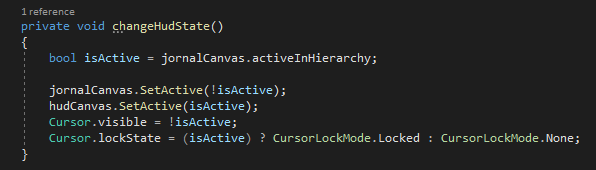 1 reference
private void changeHudState()
{
bool isActive = jornalCanvas.activeInHierarchy;
jornalCanvas.SetActive(!isActive);
hudCanvas.SetActive(isActive);
Cursor.visible = !isActive;
Cursor.lockState = (isActive) ? CursorLockMode.Locked : CursorLockMode.None;
}